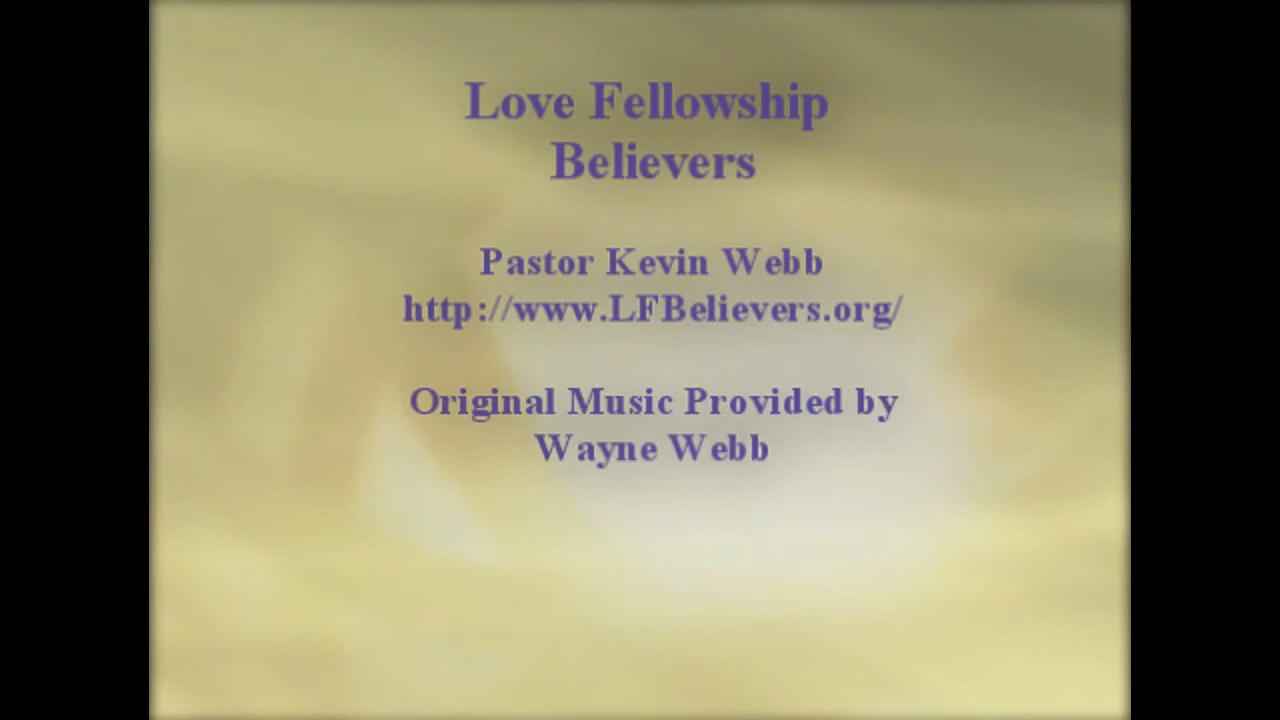 Love Fellowship
Believers
Pastor Kevin Webb
http://www.LFBelievers.org/
Original Music Provided by
Wayne Webb